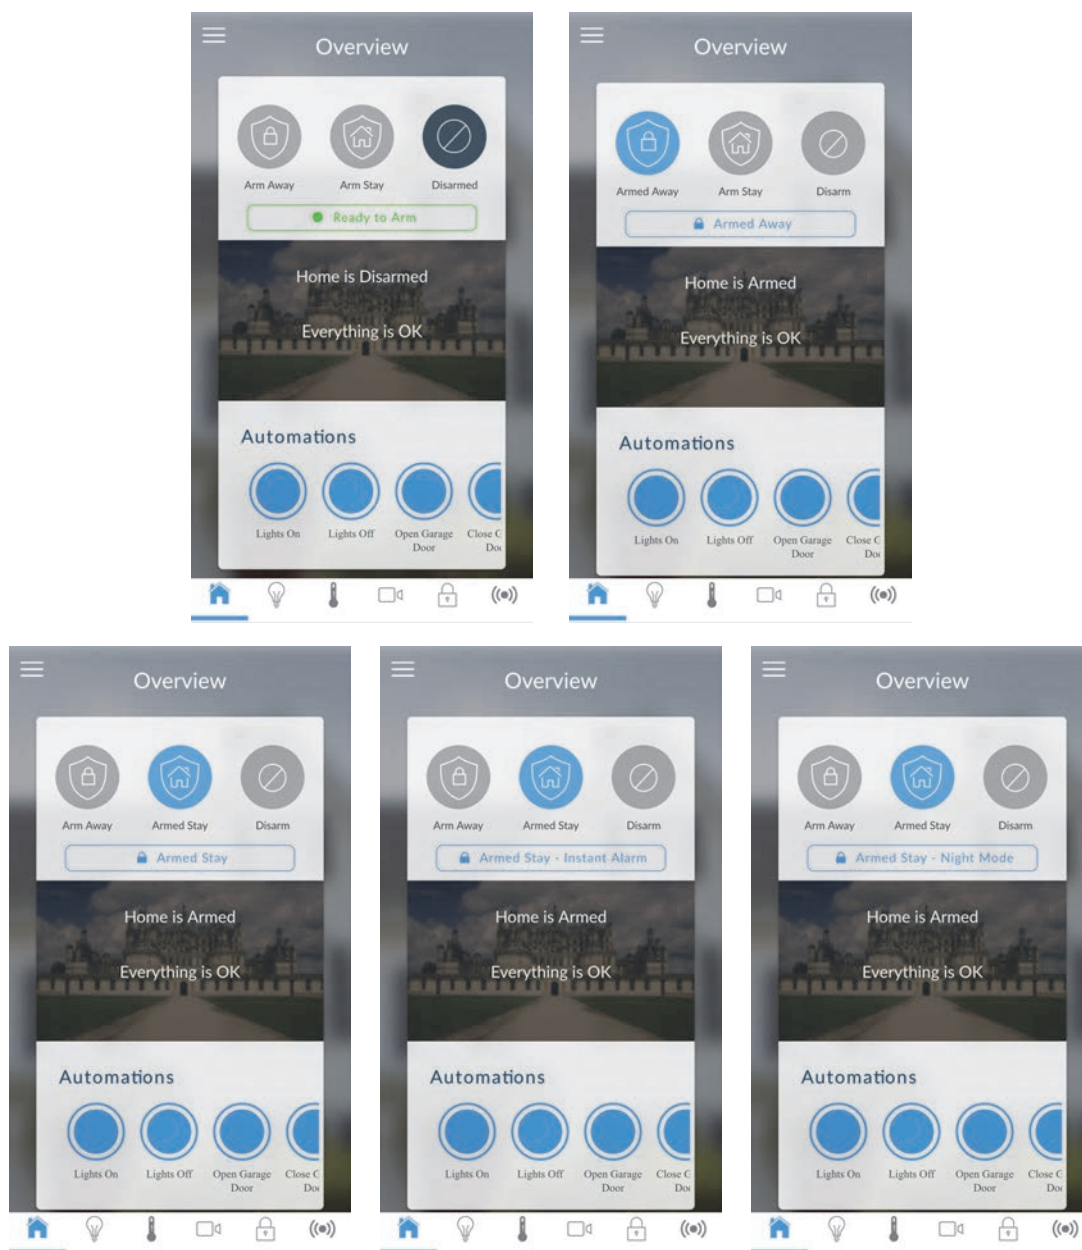 Overview
Arm Away Arm Stay Disarmed
Ready to Arm
Home is Disarmed
Everything is OK
Automations
Lights On Lights Off Open Garage Door Close
Overview
Armed Away Arm Stay Disarm
Armed Away
Home is Armed
Everything is OK
Automations
Lights On Lights Off Open Garage Door Close
Overview
Arm Away Armed Stay Disarm
Armed Stay
Home is Armed
Everything is OK
Automations
Lights On Lights Off Open Garage Door Close
Overview
Arm Away Armed Stay Disarm
Armed Stay - Instant Alarm
Home is Armed
Everything is OK
Automations
Lights On Lights Off Open Garage Door Close
Overview
Arm Away Armed Stay Disarm
Armed Stay - Night Mode
Home is Armed
Everything is OK
Automations
Lights On Lights Off Open Garage Door Close